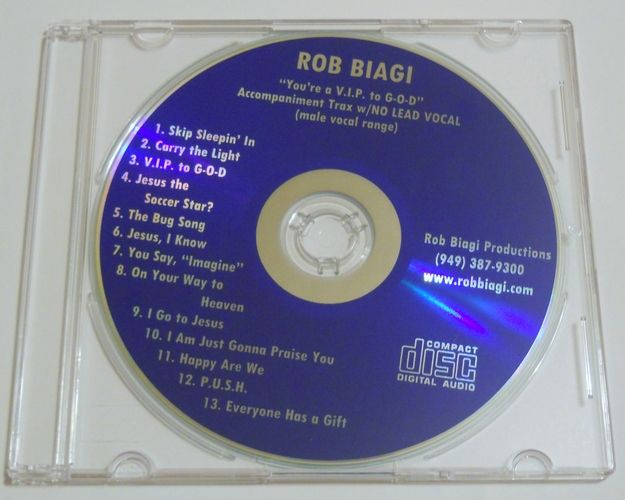 ROB BIAGI
"You're a V.I.P. to G-O-D"
Accompaniment Trax w/NO LEAD VOCAL
(male vocal range)
1. Skip Sleepin' In
2. Carry the Light
3. V.I.P. to G-O-D
4. Jesus the
Soccer Star?
5. The Bug Song
6. Jesus, I Know
7. You Say, "Imagine"
8. On Your Way to
Heaven
9. I Go to Jesus
10. I Am Just Gonna Praise You
11. Happy Are We
12. P.U.S.H.
13. Everyone Has a Gift
Rob Biagi Productions
(949) 387-9300
www.robbiagi.com
COMPACT
disc
DIGITAL AUDIO